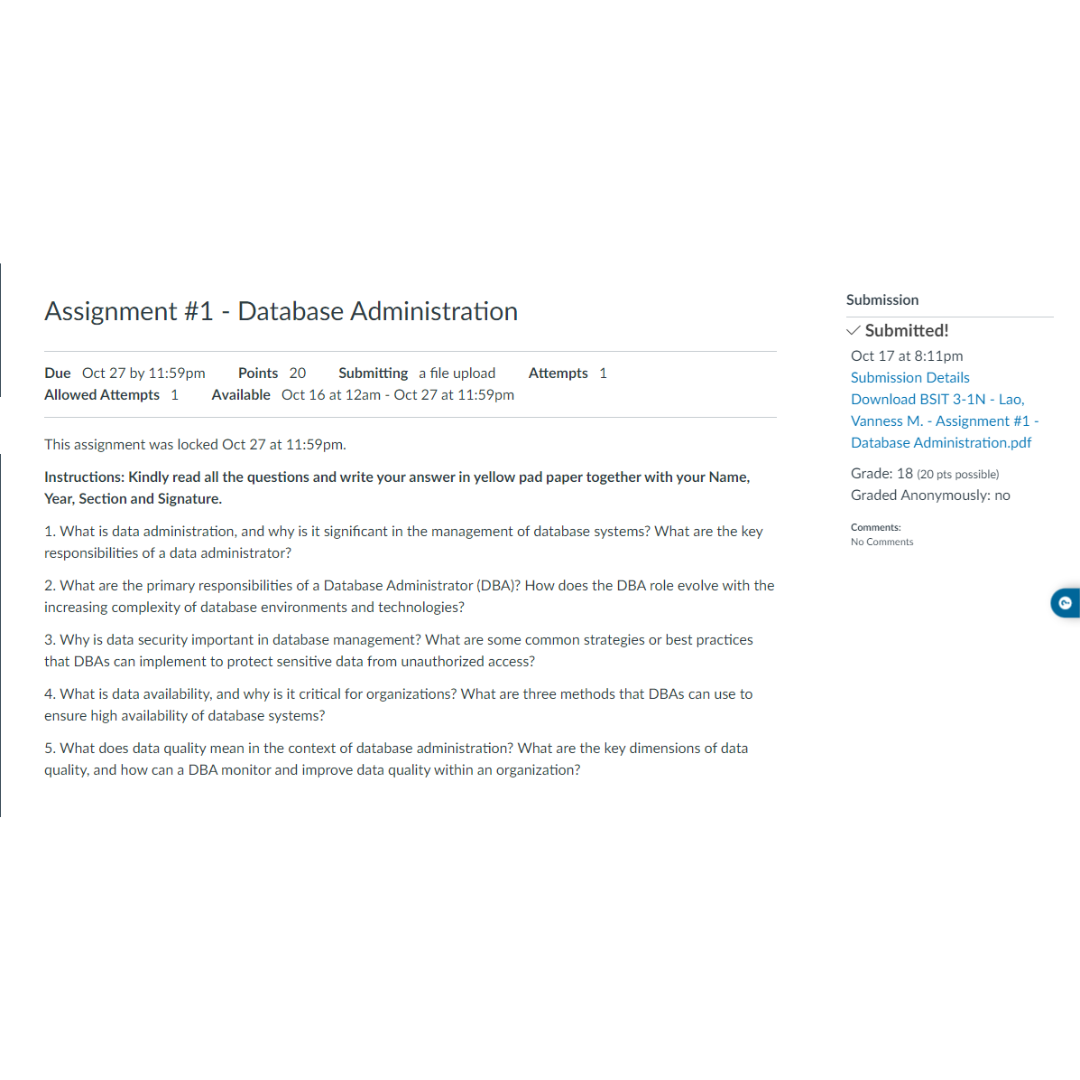 Assignment #1 - Database Administration
Due Oct 27 by 11:59pm Points 20 Submitting a file upload Attempts 1
Allowed Attempts 1 Available Oct 16 at 12am - Oct 27 at 11:59pm
This assignment was locked Oct 27 at 11:59pm.
Instructions: Kindly read all the questions and write your answer in yellow pad paper together with your Name,
Year, Section and Signature.
1. What is data administration, and why is it significant in the management of database systems? What are the key
responsibilities of a data administrator?
2. What are the primary responsibilities of a Database Administrator (DBA)? How does the DBA role evolve with the
increasing complexity of database environments and technologies?
3. Why is data security important in database management? What are some common strategies or best practices
that DBAs can implement to protect sensitive data from unauthorized access?
4. What is data availability, and why is it critical for organizations? What are three methods that DBAs can use to
ensure high availability of database systems?
5. What does data quality mean in the context of database administration? What are the key dimensions of data
quality, and how can a DBA monitor and improve data quality within an organization?
Submission
Submitted!
Oct 17 at 8:11pm
Submission Details
Download BSIT 3-1N - Lao,
Vanness M. - Assignment #1 -
Database Administration.pdf
Grade: 18 (20 pts possible)
Graded Anonymously: no
Comments:
No Comments